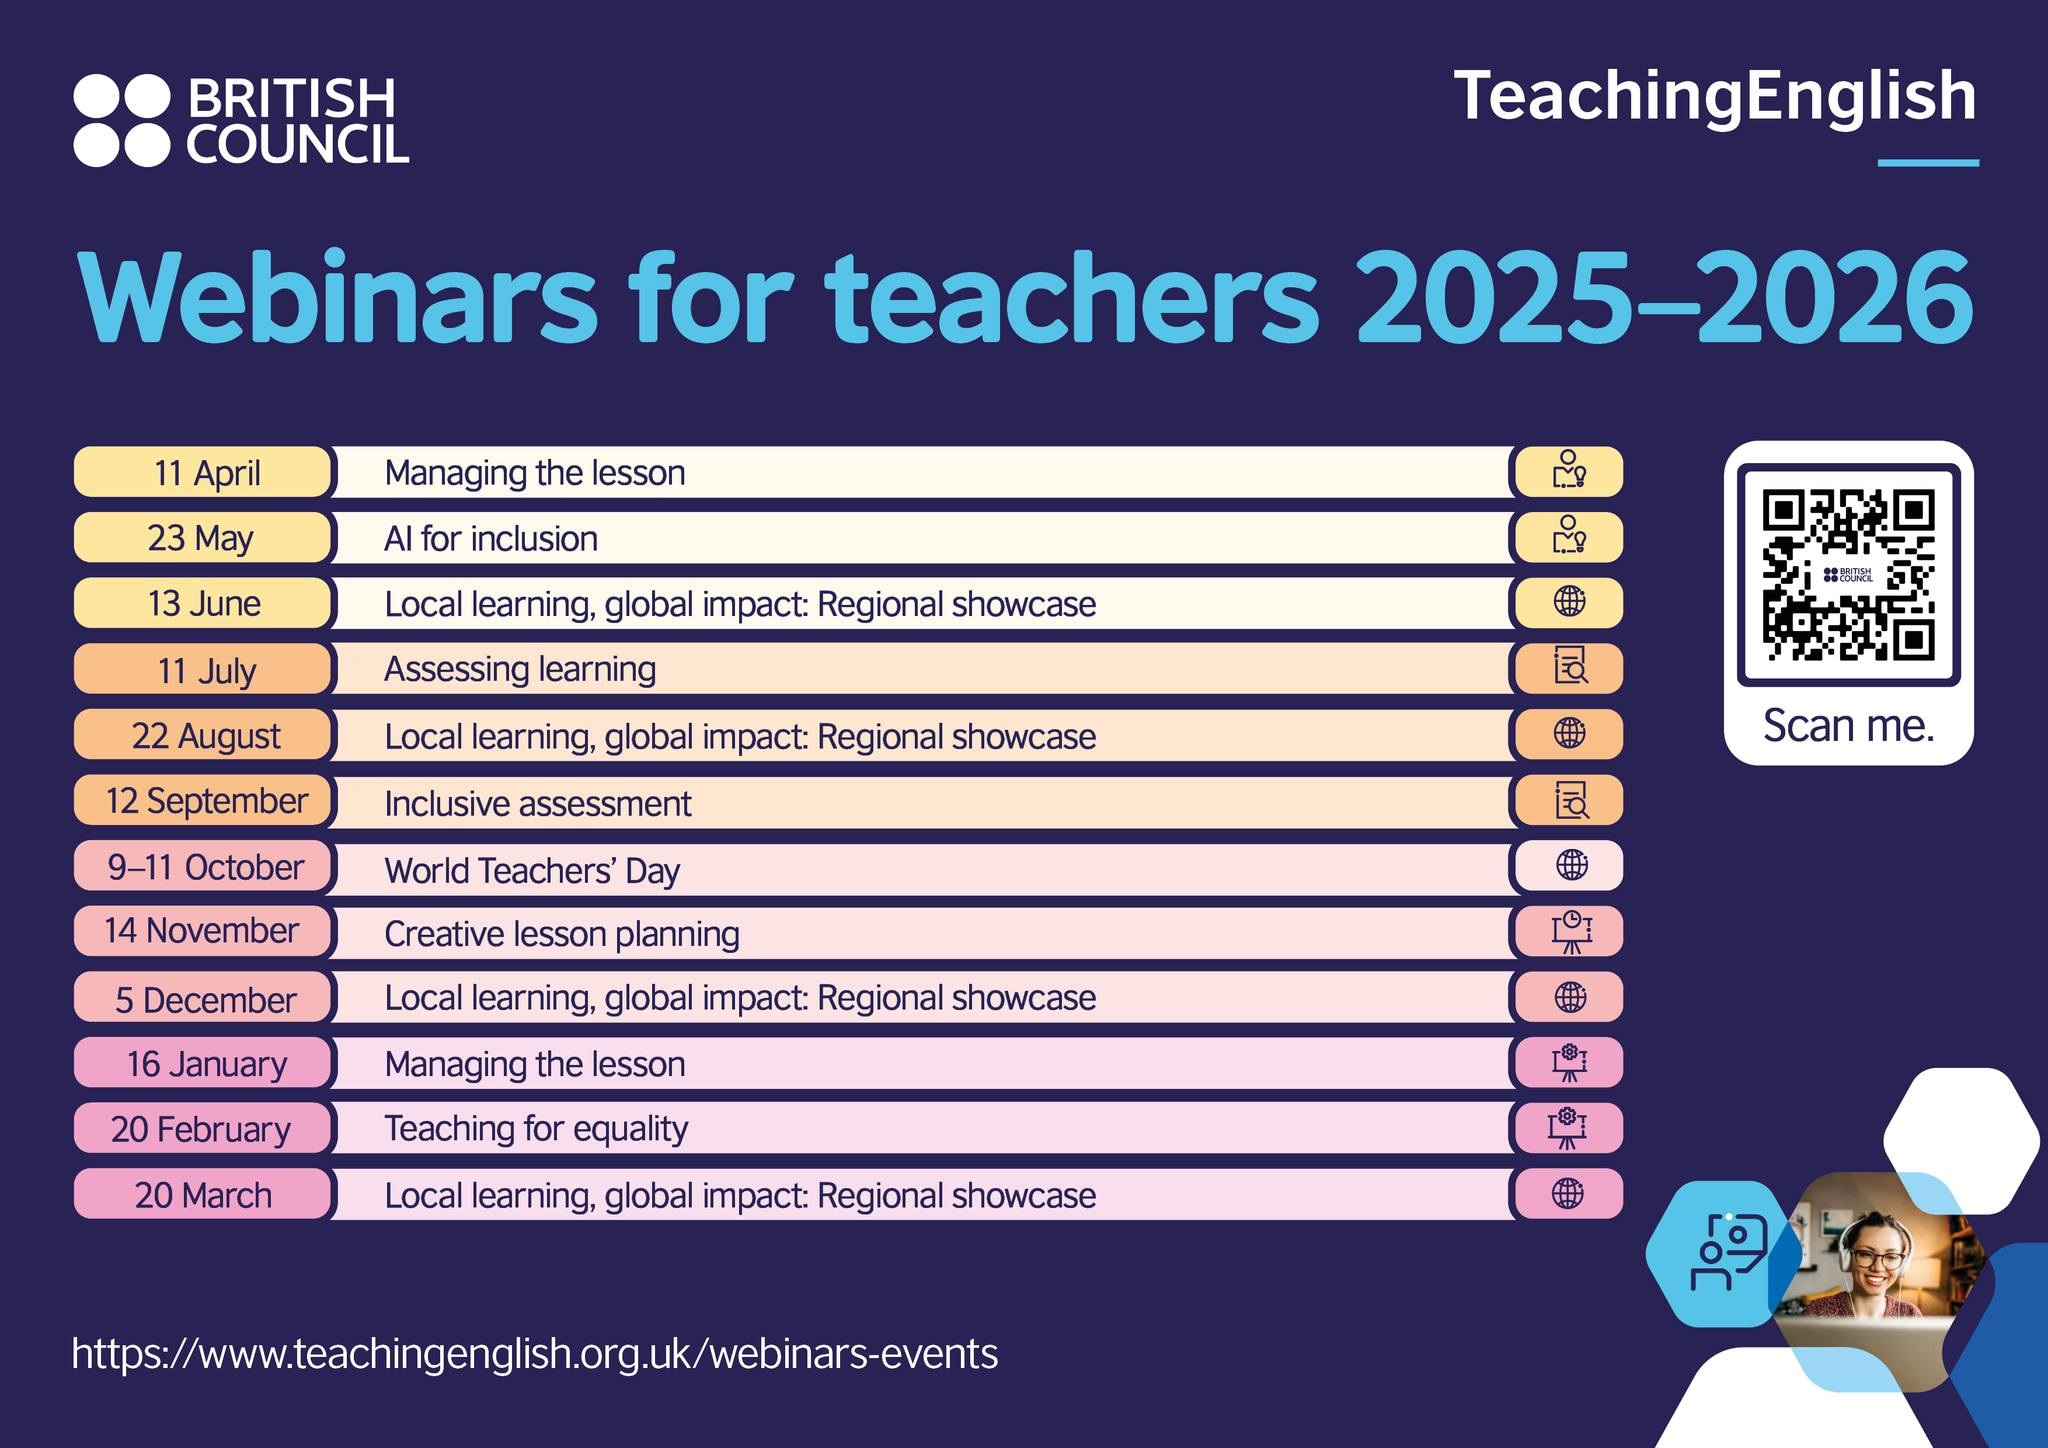 BRITISH
COUNCIL
TeachingEnglish
Webinars for teachers 2025–2026
11 April Managing the lesson
23 May AI for inclusion
13 June Local learning, global impact: Regional showcase
11 July Assessing learning
22 August Local learning, global impact: Regional showcase
12 September Inclusive assessment
9–11 October World Teachers’ Day
14 November Creative lesson planning
5 December Local learning, global impact: Regional showcase
16 January Managing the lesson
20 February Teaching for equality
20 March Local learning, global impact: Regional showcase
BRITISH
COUNCIL
Scan me.
https://www.teachingenglish.org.uk/webinars-events